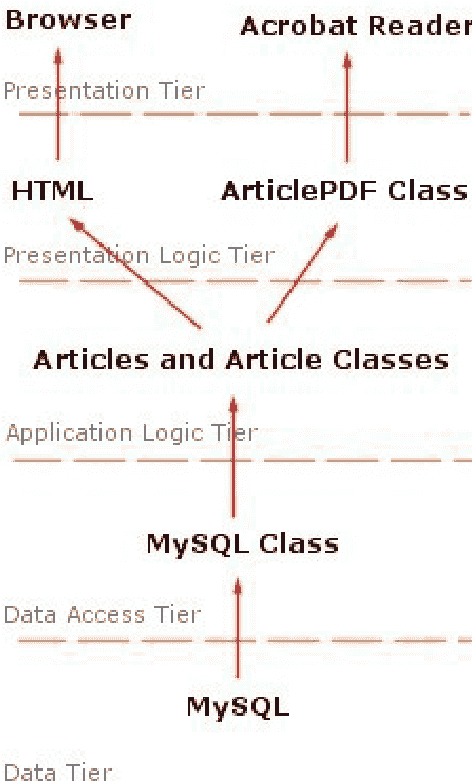 Browser
Acrobat Reader
Presentation Tier
HTML
ArticlePDF Class
Presentation Logic Tier
Articles and Article Classes
Application Logic Tier
MySQL Class
Data Access Tier
MySQL
Data Tier